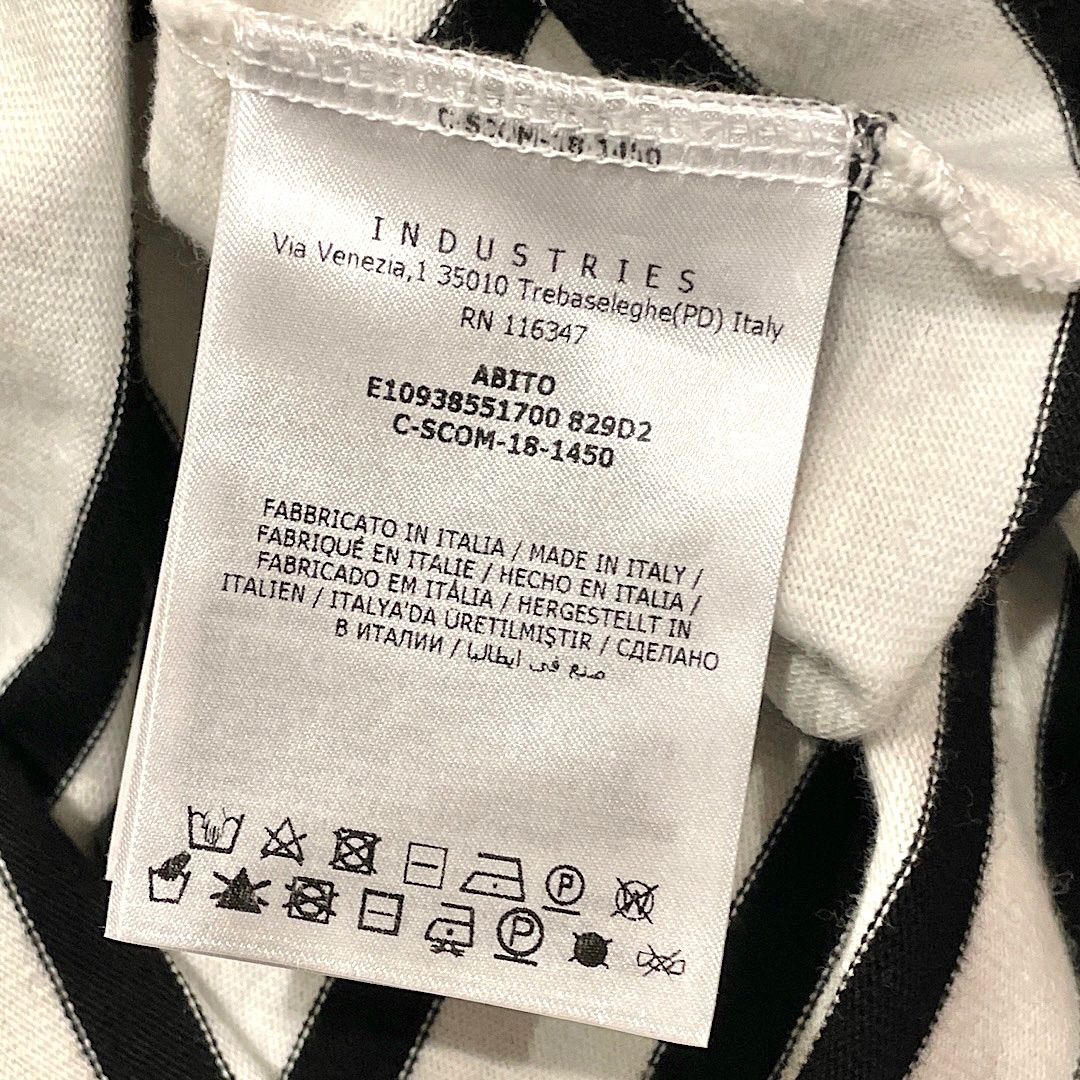 C-SCOM-18-1450
INDUSTRIES
Via Venezia,1 35010 Trebaseleghe(PD) Italy
RN 116347
ABITO
E10938551700 829D2
C-SCOM-18-1450
FABBRICATO IN ITALIA / MADE IN ITALY /
FABRIQUÉ EN ITALIE / HECHO EN ITALIA /
FABRICADO EM ITÁLIA / HERGESTELLT IN
ITALIEN / ITALYA'DA ÜRETILMIŞTIR / СДЕЛАНО
В ИТАЛИИ / صنع في ايطاليا
P W
P